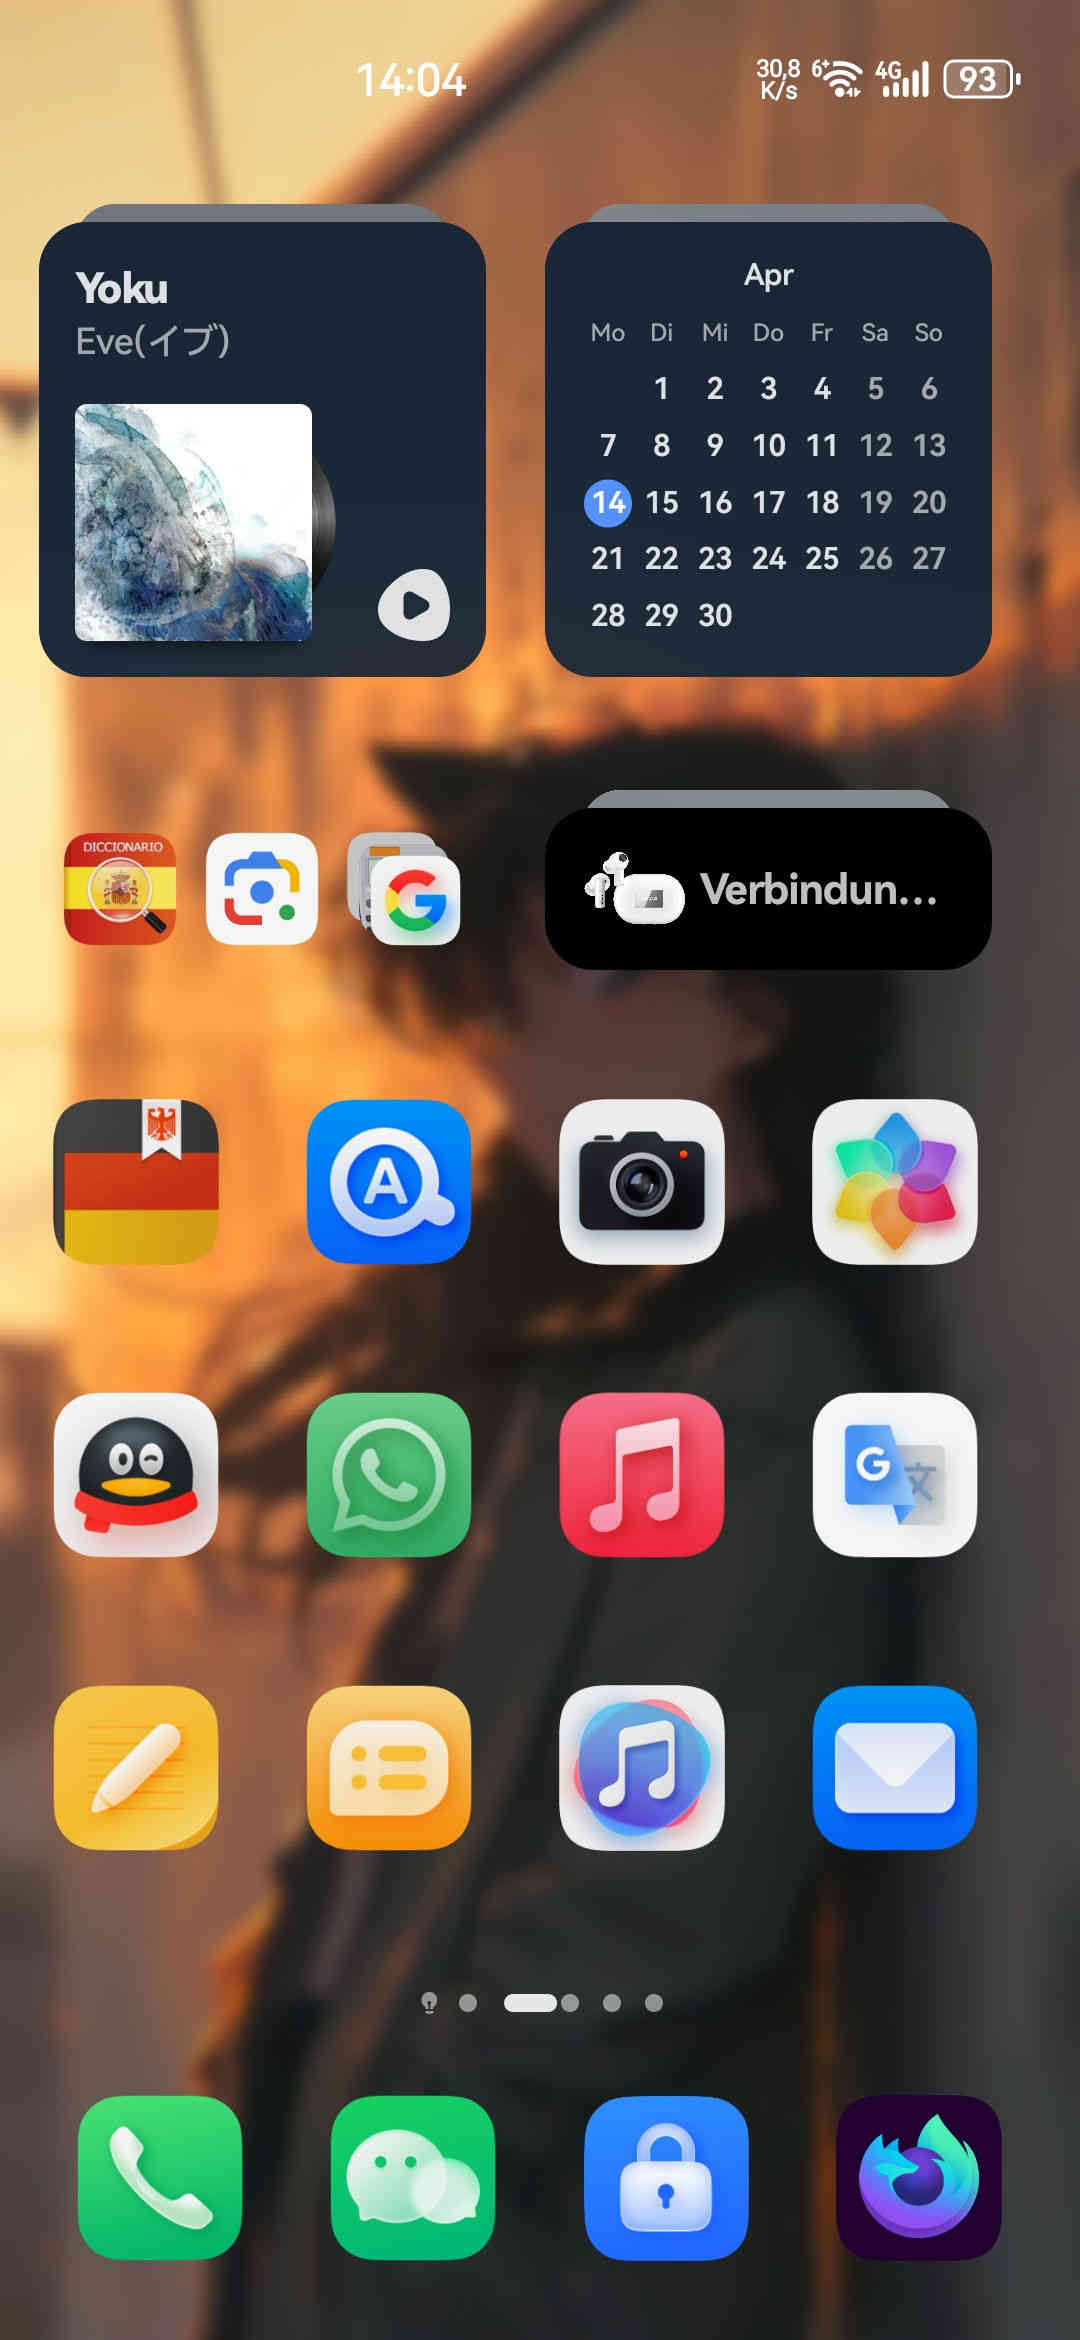 14:04
30,8 K/s
6+
4G
93
Yoku
Eve(イブ)
Apr
Mo Di Mi Do Fr Sa So
1 2 3 4 5 6
7 8 9 10 11 12 13
14 15 16 17 18 19 20
21 22 23 24 25 26 27
28 29 30
DICCIONARIO
G
Verbindun...
A
G 文